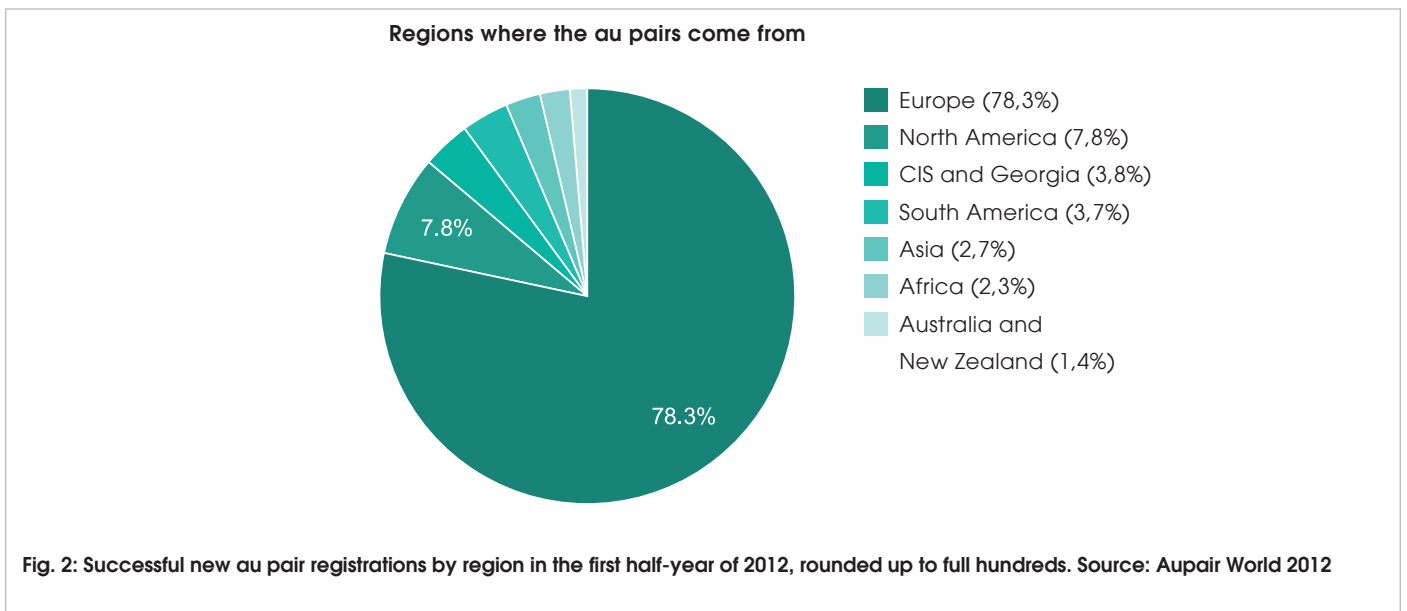 Regions where the au pairs come from
Europe (78,3%)
North America (7,8%)
CIS and Georgia (3,8%)
South America (3,7%)
Asia (2,7%)
Africa (2,3%)
Australia and
New Zealand (1,4%)
7.8%
78.3%
Fig. 2: Successful new au pair registrations by region in the first half-year of 2012, rounded up to full hundreds. Source: Aupair World 2012